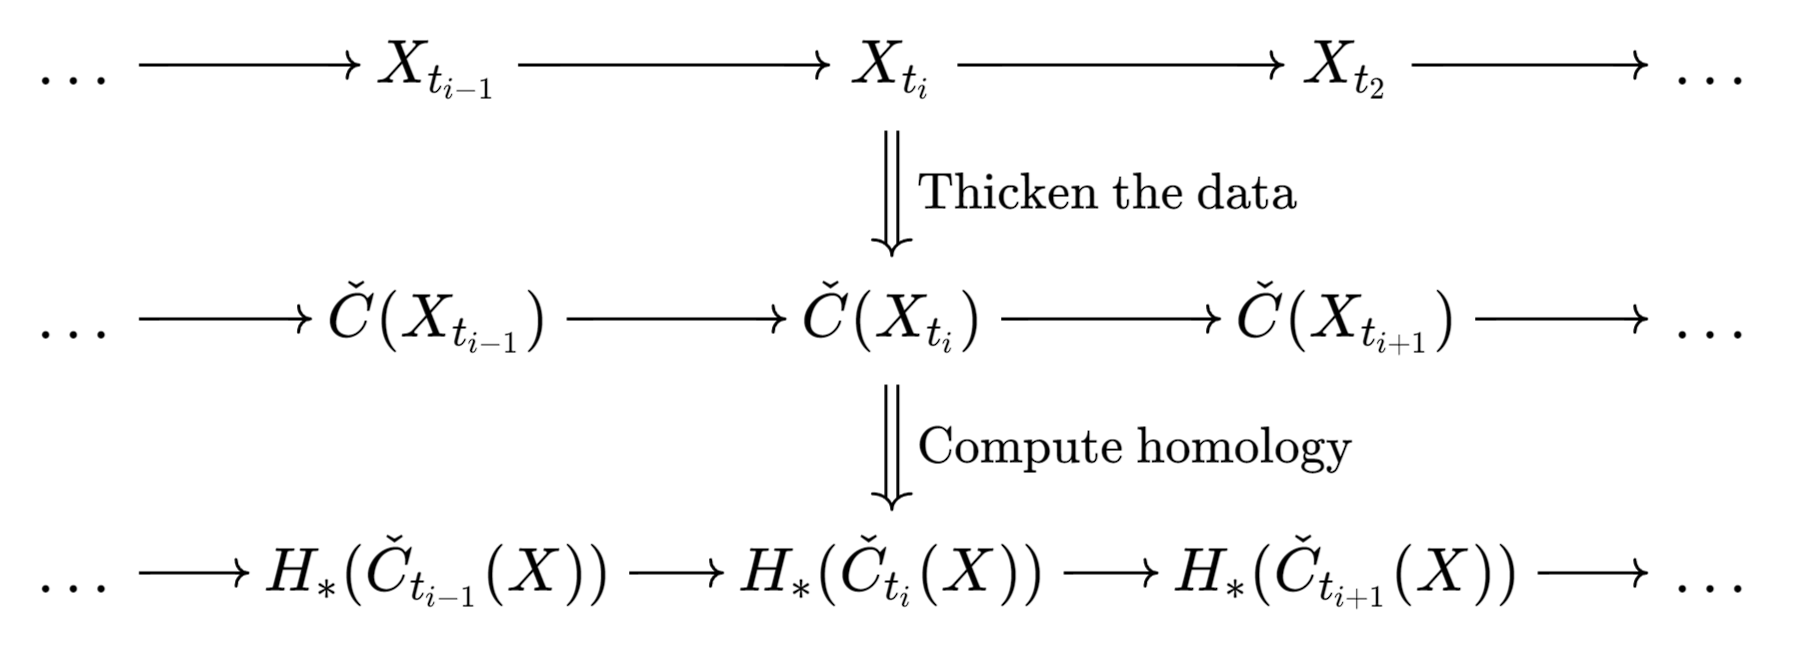 … ⟶ X_{t_{i−1}} ⟶ X_{t_i} ⟶ X_{t_2} ⟶ …
Thicken the data
… ⟶ Č(X_{t_{i−1}}) ⟶ Č(X_{t_i}) ⟶ Č(X_{t_{i+1}}) ⟶ …
Compute homology
… ⟶ H_*(Č_{t_{i−1}}(X)) ⟶ H_*(Č_{t_i}(X)) ⟶ H_*(Č_{t_{i+1}}(X)) ⟶ …